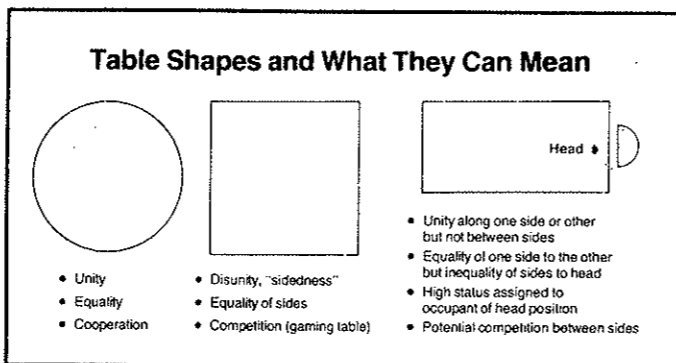 Table Shapes and What They Can Mean
Head
• Unity
• Equality
• Cooperation
• Disunity, "sidedness"
• Equality of sides
• Competition (gaming table)
• Unity along one side or other
but not between sides
• Equality of one side to the other
but inequality of sides to head
• High status assigned to
occupant of head position
• Potential competition between sides